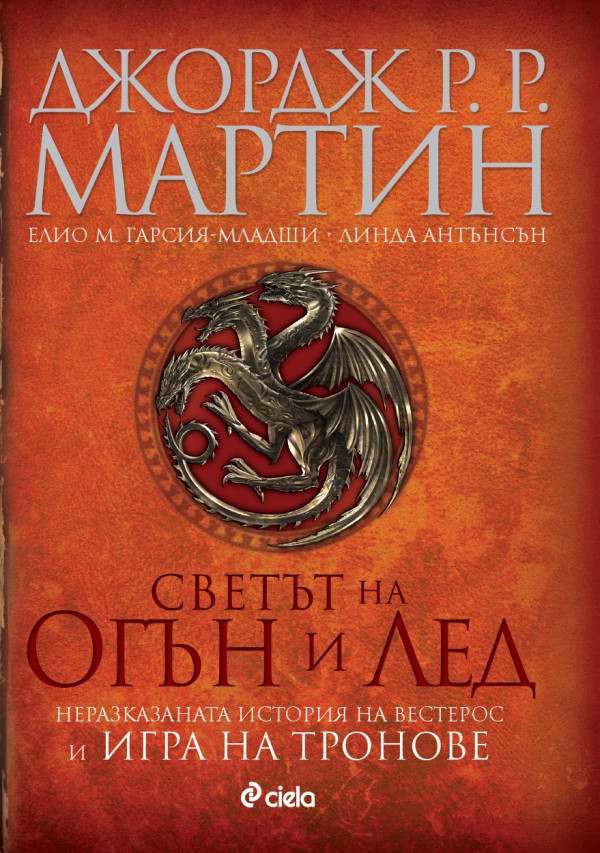 ДЖОРДЖ Р. Р.
МАРТИН
ЕЛИО М. ГАРСИЯ-МЛАДШИ · ЛИНДА АНТЪНСЪН
СВЕТЪТ НА
ОГЪН И ЛЕД
НЕРАЗКАЗАНАТА ИСТОРИЯ НА ВЕСТЕРОС
И ИГРА НА ТРОНОВЕ
ciela